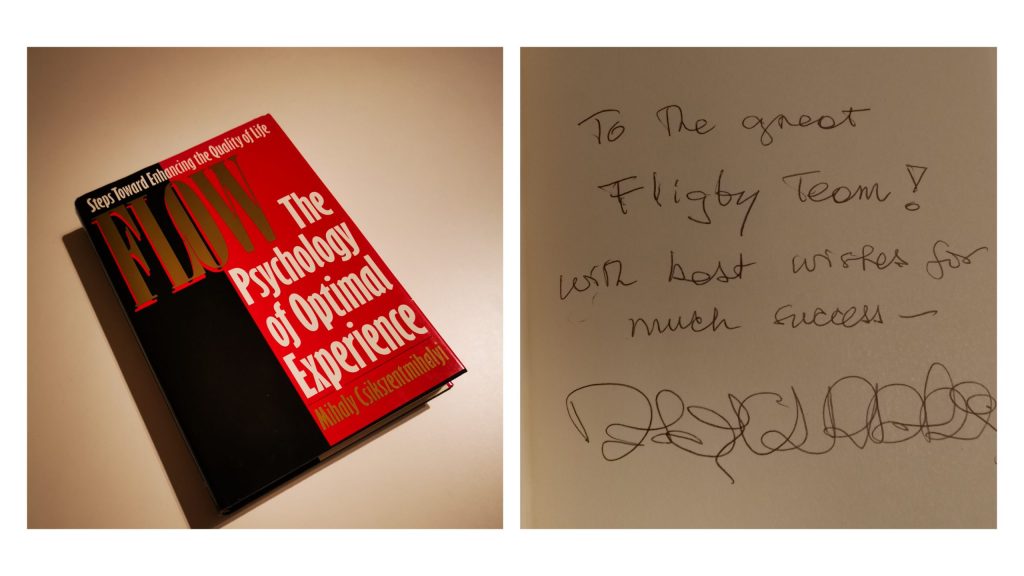 Steps Toward Enhancing the Quality of Life
FLOW
The
Psychology
of Optimal
Experience
Mihaly Csikszentmihalyi
To the great
Fligby Team!
with best wishes for
much success —